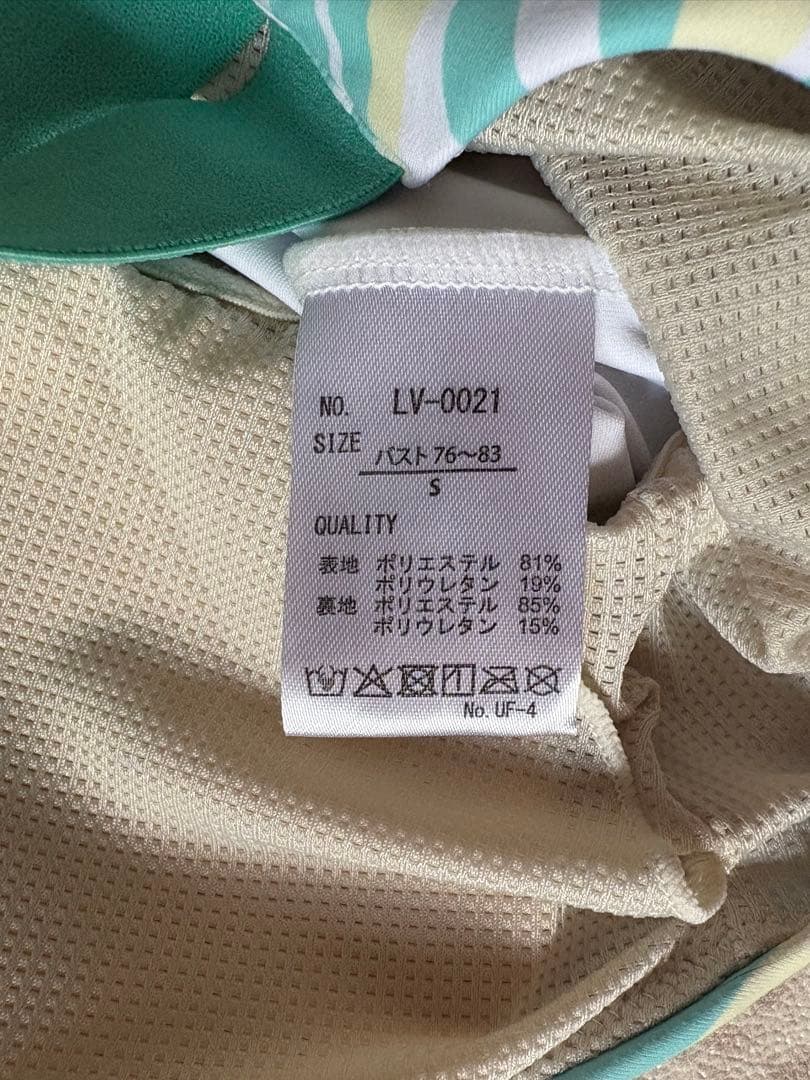 NO. LV-0021
SIZE バスト 76～83
S
QUALITY
表地 ポリエステル 81%
ポリウレタン 19%
裏地 ポリエステル 85%
ポリウレタン 15%
No. UF-4